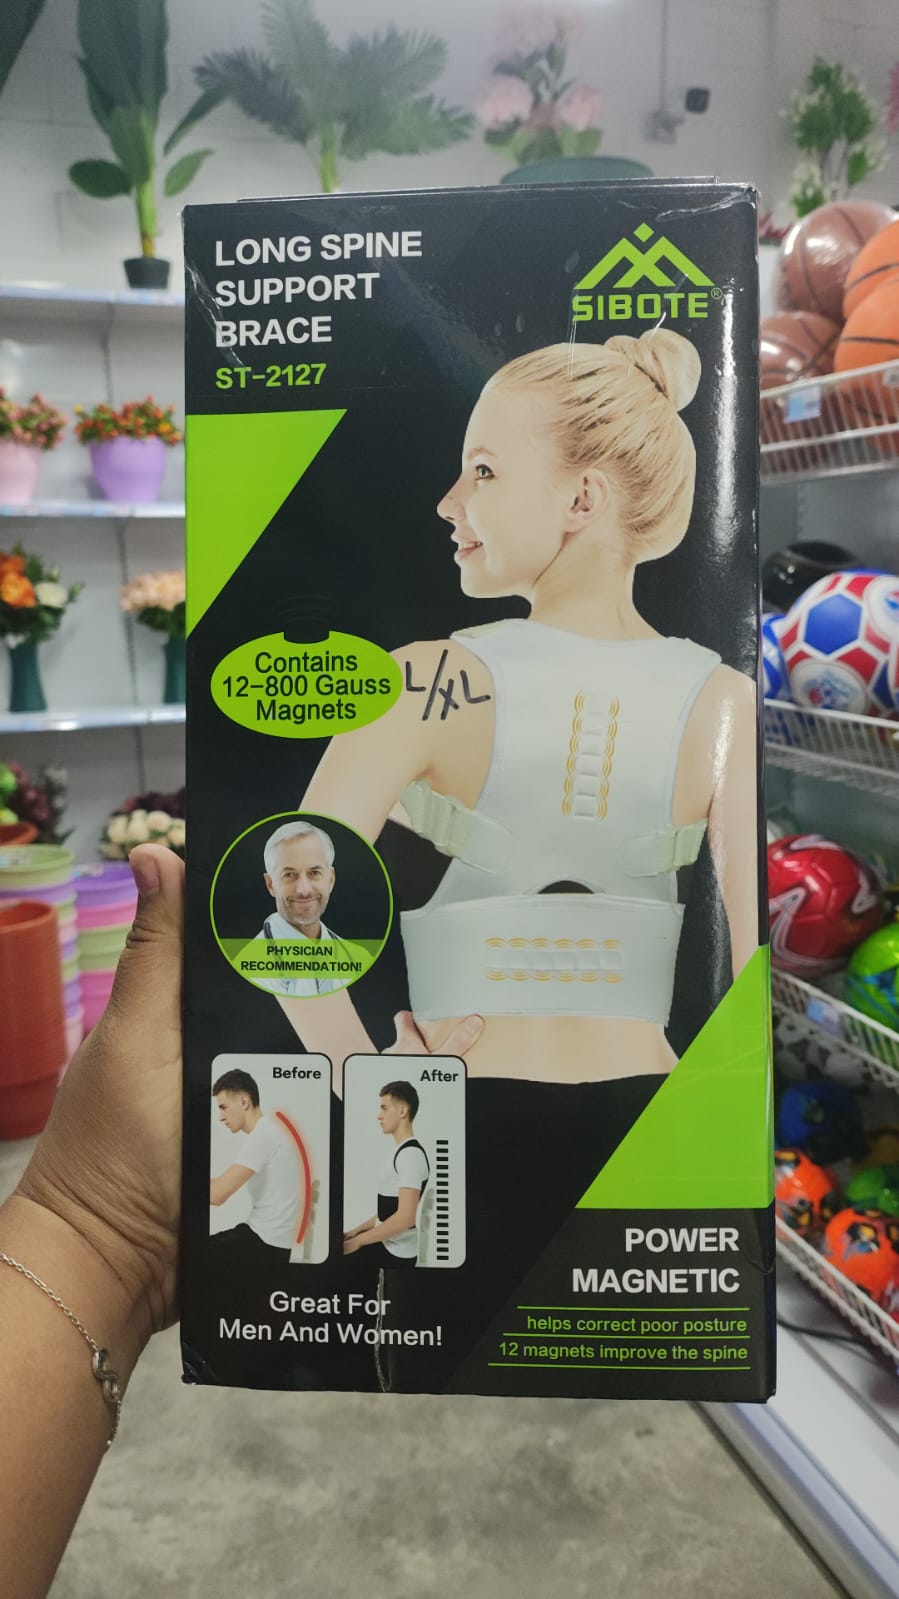 LONG SPINE
SUPPORT
BRACE
ST-2127
SIBOTE®
Contains
12-800 Gauss
Magnets
L/XL
PHYSICIAN
RECOMMENDATION!
Before
After
Great For
Men And Women!
POWER
MAGNETIC
helps correct poor posture
12 magnets improve the spine